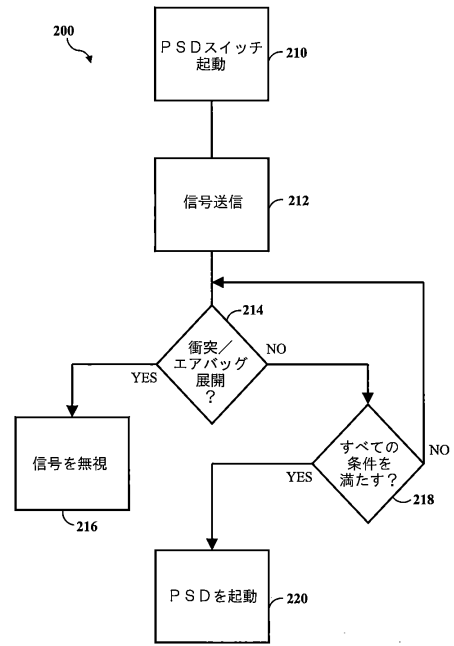 200
PSDスイッチ
起動
210
信号送信
212
214
衝突/
エアバッグ
展開
?
YES
NO
信号を無視
216
すべての
条件を
満たす?
YES
NO
218
PSDを起動
220